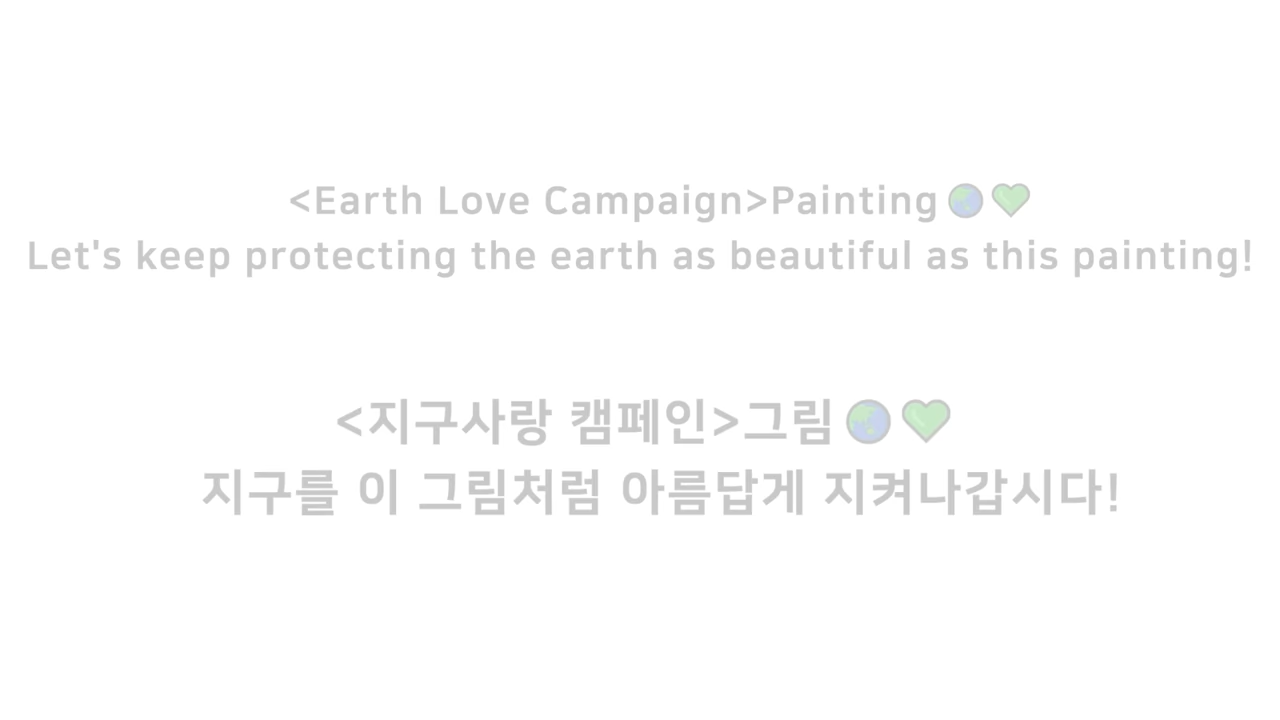 <Earth Love Campaign>Painting🌏💚
Let's keep protecting the earth as beautiful as this painting!
<지구사랑 캠페인>그림🌏💚
지구를 이 그림처럼 아름답게 지켜나갑시다!